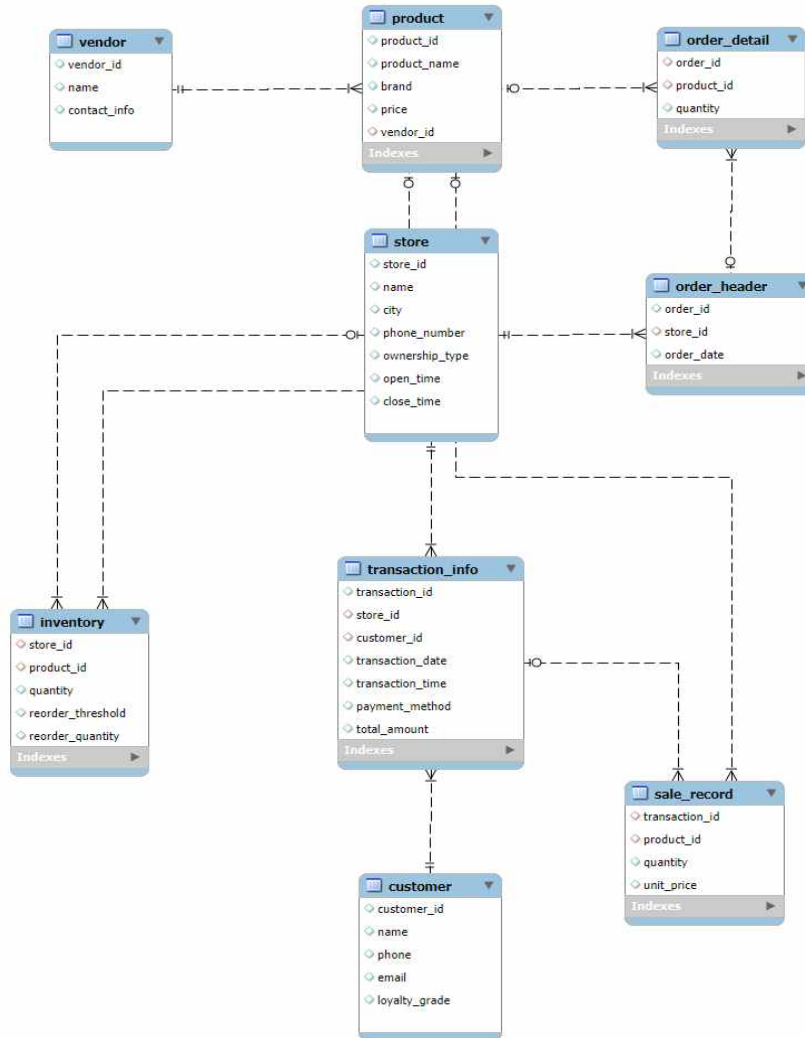 vendor
vendor_id
name
contact_info
product
product_id
product_name
brand
price
vendor_id
Indexes
order_detail
order_id
product_id
quantity
Indexes
store
store_id
name
city
phone_number
ownership_type
open_time
close_time
order_header
order_id
store_id
order_date
Indexes
inventory
store_id
product_id
quantity
reorder_threshold
reorder_quantity
Indexes
transaction_info
transaction_id
store_id
customer_id
transaction_date
transaction_time
payment_method
total_amount
Indexes
sale_record
transaction_id
product_id
quantity
unit_price
Indexes
customer
customer_id
name
phone
email
loyalty_grade